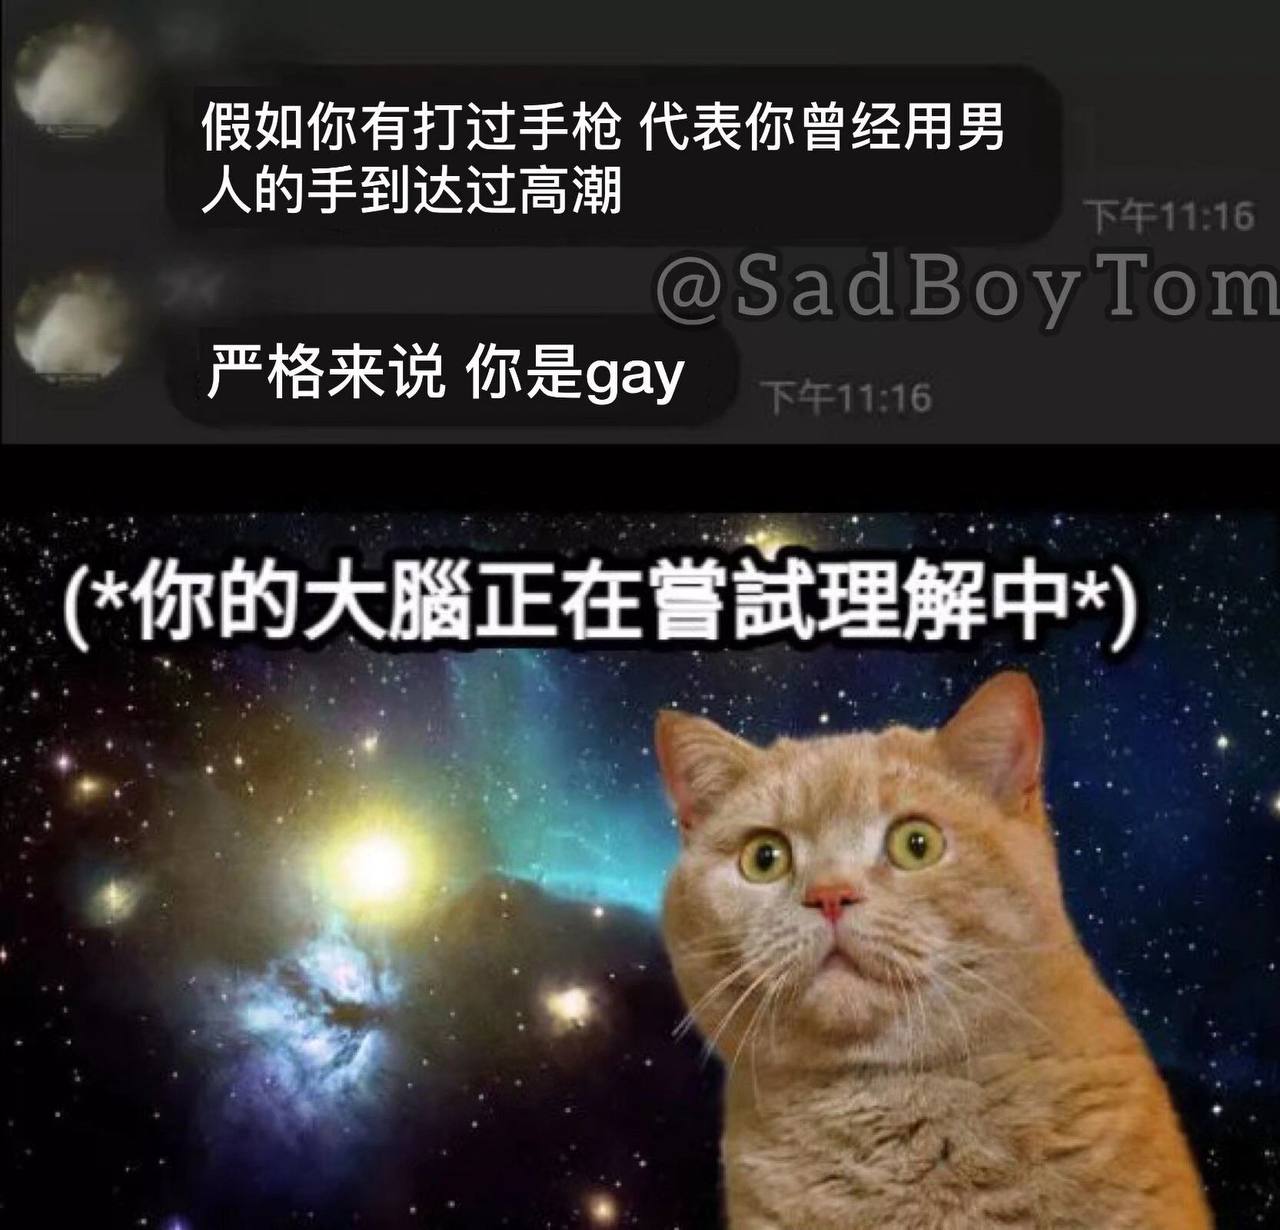 假如你有打过手枪 代表你曾经用男
人的手到达过高潮
下午11:16
@SadBoyTom
严格来说 你是gay
下午11:16
(*你的大腦正在嘗試理解中*)